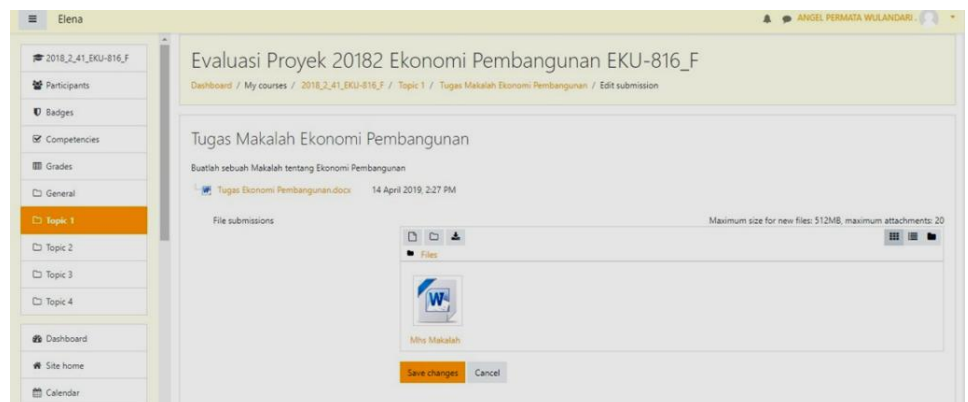 Elena
ANGEL PERMATA WULANDARI .
2018_2_41_EKU-816_F
Participants
Badges
Competencies
Grades
General
Topic 1
Topic 2
Topic 3
Topic 4
Dashboard
Site home
Calendar
Evaluasi Proyek 20182 Ekonomi Pembangunan EKU-816_F
Dashboard / My courses / 2018_2_41_EKU-816_F / Topic 1 / Tugas Makalah Ekonomi Pembangunan / Edit submission
Tugas Makalah Ekonomi Pembangunan
Buatlah sebuah Makalah tentang Ekonomi Pembangunan
Tugas Ekonomi Pembangunan.docx 14 April 2019, 2:27 PM
File submissions
Maximum size for new files: 512MB, maximum attachments: 20
Files
W
Mhs Makalah
Save changes Cancel